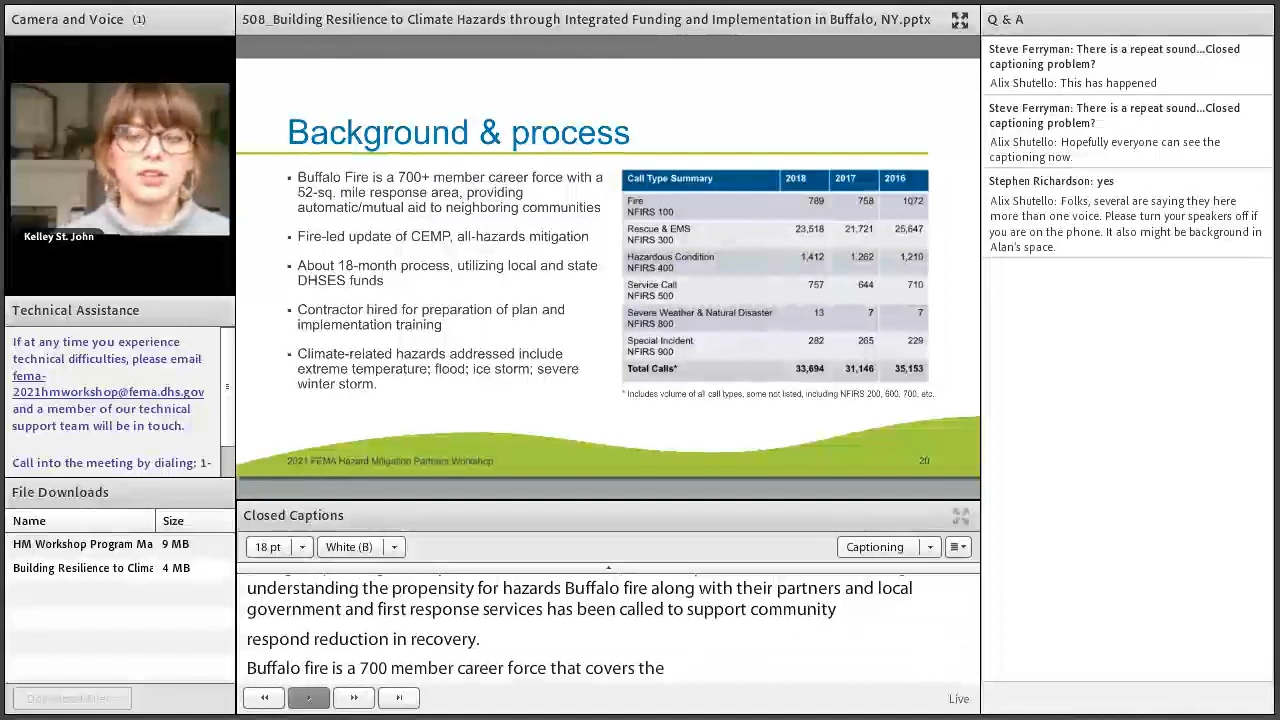 Camera and Voice (1)
Kelley St. John
Technical Assistance
If at any time you experience
technical difficulties, please email
fema-
2021hmworkshop@fema.dhs.gov
and a member of our technical
support team will be in touch.
Call into the meeting by dialing: 1-
File Downloads
Name Size
HM Workshop Program Ma 9 MB
Building Resilience to Clima 4 MB
508_Building Resilience to Climate Hazards through Integrated Funding and Implementation in Buffalo, NY.pptx
Background & process
▪ Buffalo Fire is a 700+ member career force with a
52-sq. mile response area, providing
automatic/mutual aid to neighboring communities
▪ Fire-led update of CEMP, all-hazards mitigation
▪ About 18-month process, utilizing local and state
DHSES funds
▪ Contractor hired for preparation of plan and
implementation training
▪ Climate-related hazards addressed include
extreme temperature; flood; ice storm; severe
winter storm.
Call Type Summary 2018 2017 2016
Fire 789 758 1072
NFIRS 100
Rescue & EMS 23,518 21,721 25,647
NFIRS 300
Hazardous Condition 1,412 1,262 1,210
NFIRS 400
Service Call 757 644 710
NFIRS 500
Severe Weather & Natural Disaster 13 7 7
NFIRS 800
Special Incident 282 265 229
NFIRS 900
Total Calls* 33,694 31,146 35,153
* Includes volume of all call types, some not listed, including NFIRS 200, 600, 700, etc.
2021 FEMA Hazard Mitigation Partners Workshop 20
Closed Captions
18 pt White (B) Captioning
understanding the propensity for hazards Buffalo fire along with their partners and local
government and first response services has been called to support community
respond reduction in recovery.
Buffalo fire is a 700 member career force that covers the
Live
Q & A
Steve Ferryman: There is a repeat sound...Closed
captioning problem?
Alix Shutello: This has happened
Steve Ferryman: There is a repeat sound...Closed
captioning problem?
Alix Shutello: Hopefully everyone can see the
captioning now.
Stephen Richardson: yes
Alix Shutello: Folks, several are saying they here
more than one voice. Please turn your speakers off if
you are on the phone. It also might be background in
Alan's space.